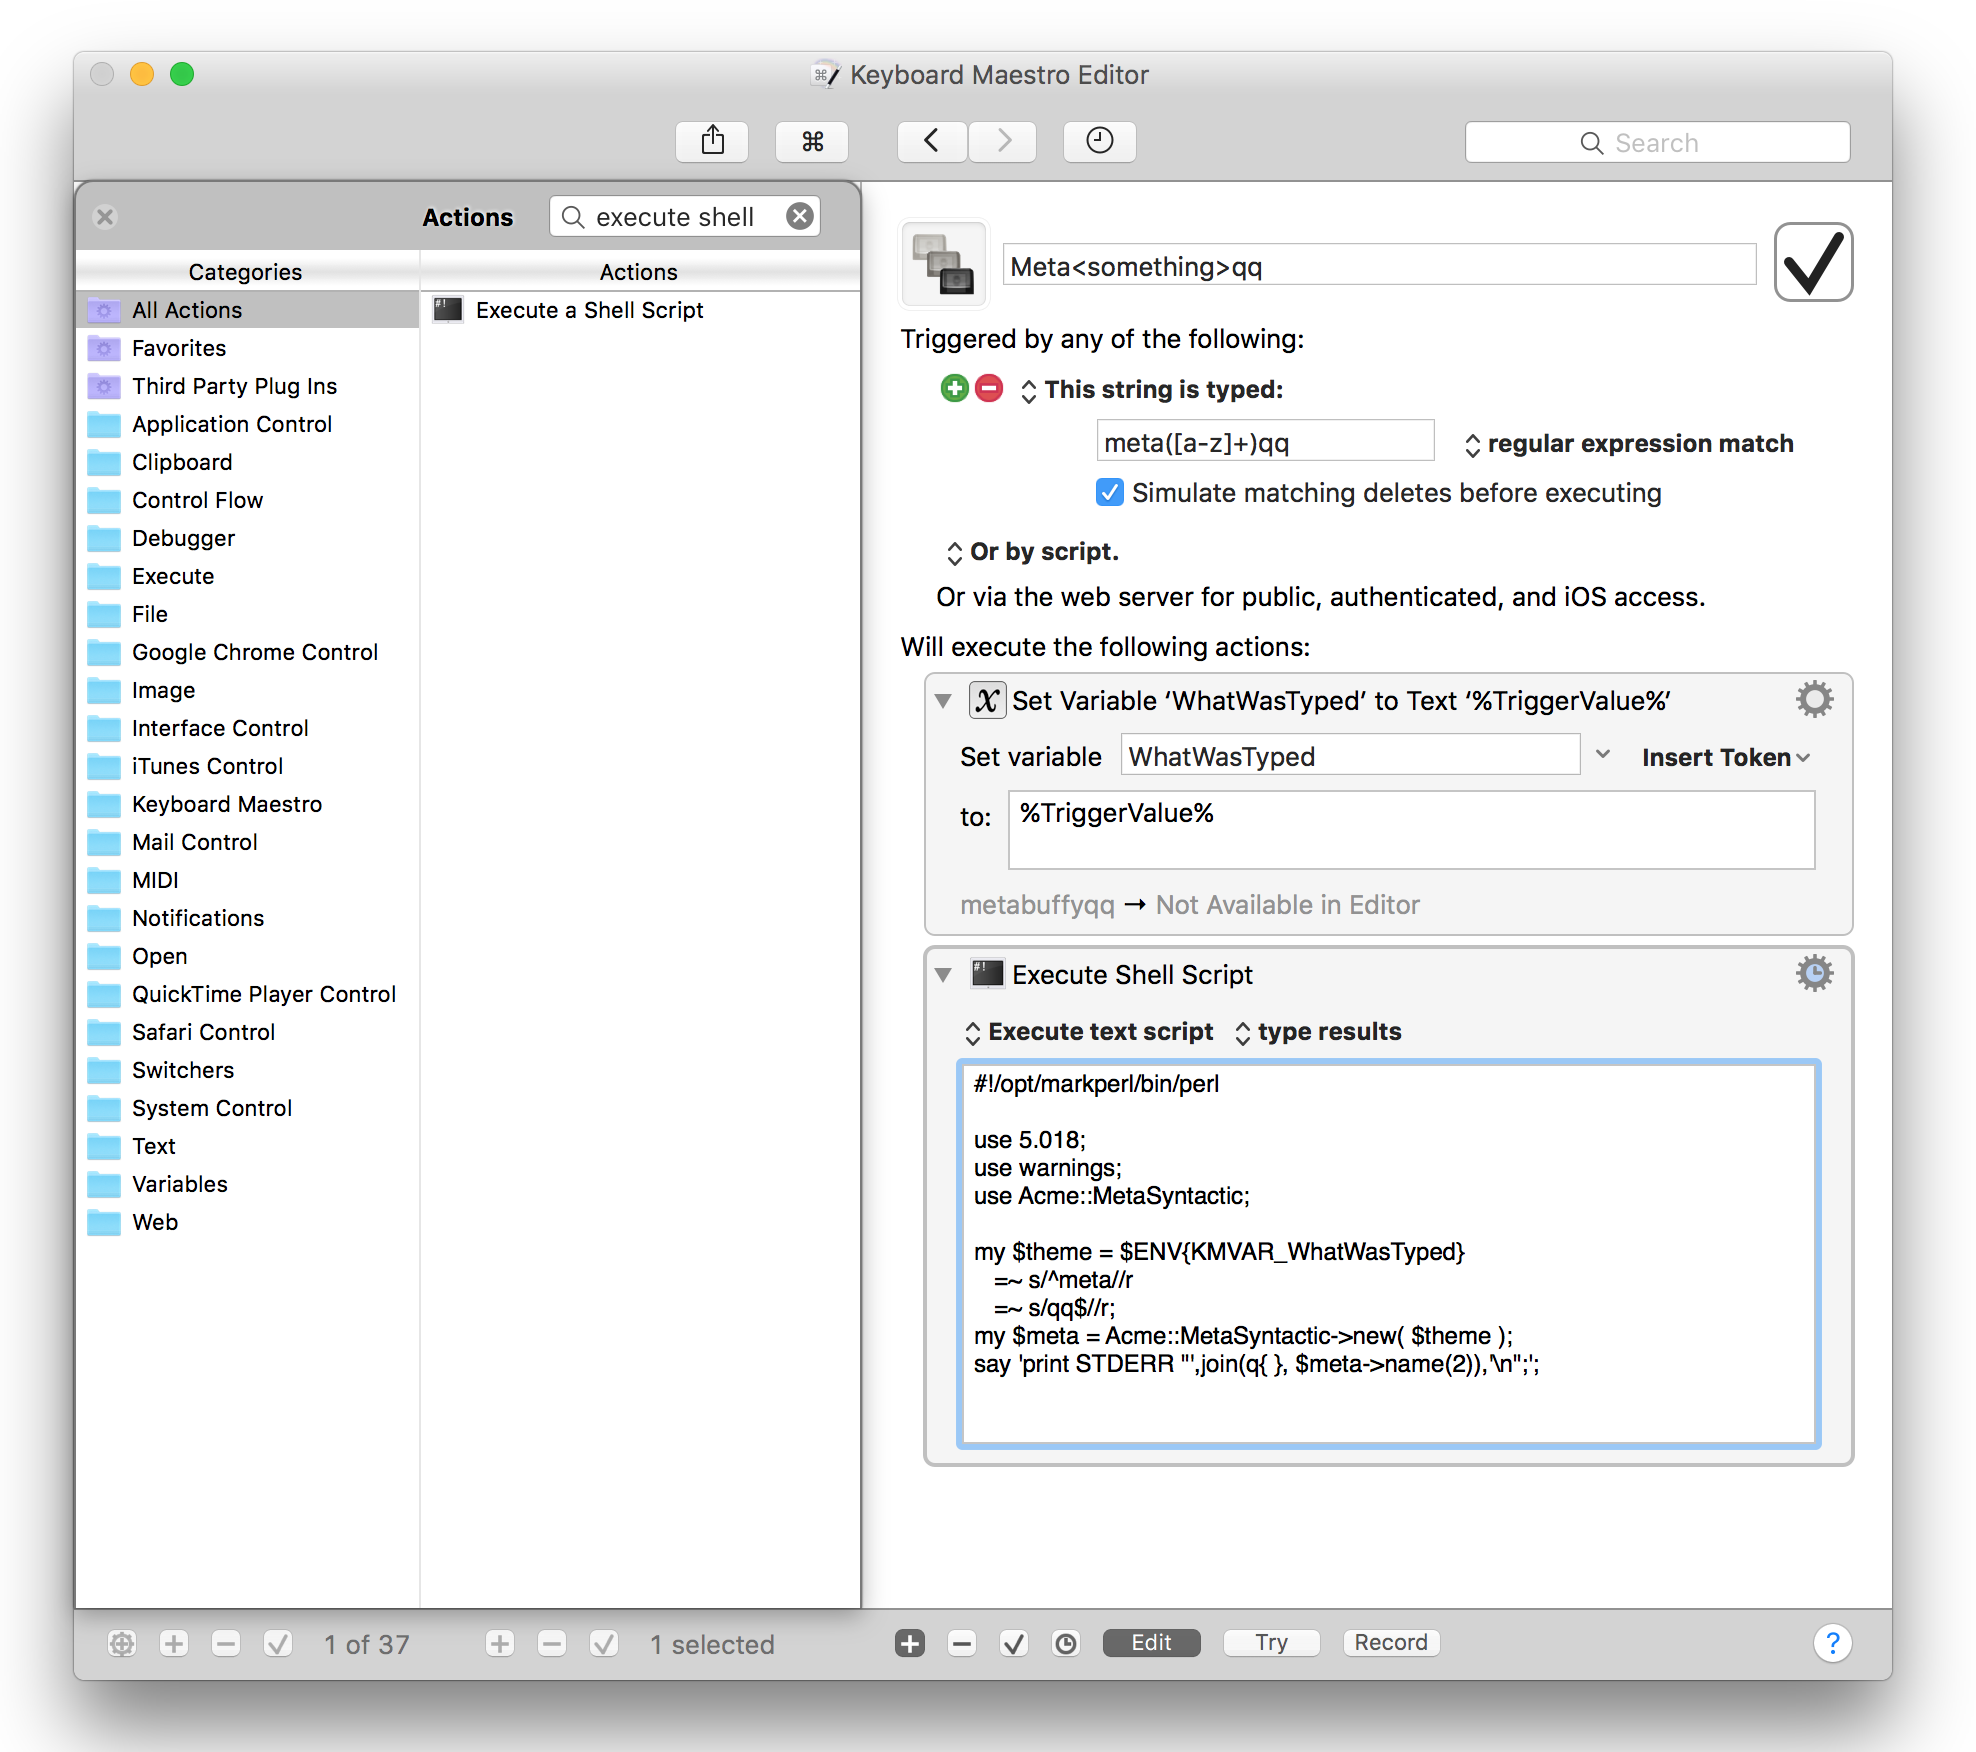 Keyboard Maestro Editor
Search
Actions
execute shell
Categories
Actions
All Actions
Favorites
Third Party Plug Ins
Application Control
Clipboard
Control Flow
Debugger
Execute
File
Google Chrome Control
Image
Interface Control
iTunes Control
Keyboard Maestro
Mail Control
MIDI
Notifications
Open
QuickTime Player Control
Safari Control
Switchers
System Control
Text
Variables
Web
Execute a Shell Script
Meta<something>qq
Triggered by any of the following:
This string is typed:
meta([a-z]+)qq
regular expression match
Simulate matching deletes before executing
Or by script.
Or via the web server for public, authenticated, and iOS access.
Will execute the following actions:
Set Variable ‘WhatWasTyped’ to Text ‘%TriggerValue%’
Set variable WhatWasTyped Insert Token
to: %TriggerValue%
metabuffyqq → Not Available in Editor
Execute Shell Script
Execute text script type results
#!/opt/markperl/bin/perl
use 5.018;
use warnings;
use Acme::MetaSyntactic;
my $theme = $ENV{KMVAR_WhatWasTyped}
=~ s/^meta//r
=~ s/qq$//r;
my $meta = Acme::MetaSyntactic->new( $theme );
say 'print STDERR "',join(q{ }, $meta->name(2)),'\n";';
1 of 37
1 selected
Edit
Try
Record
?